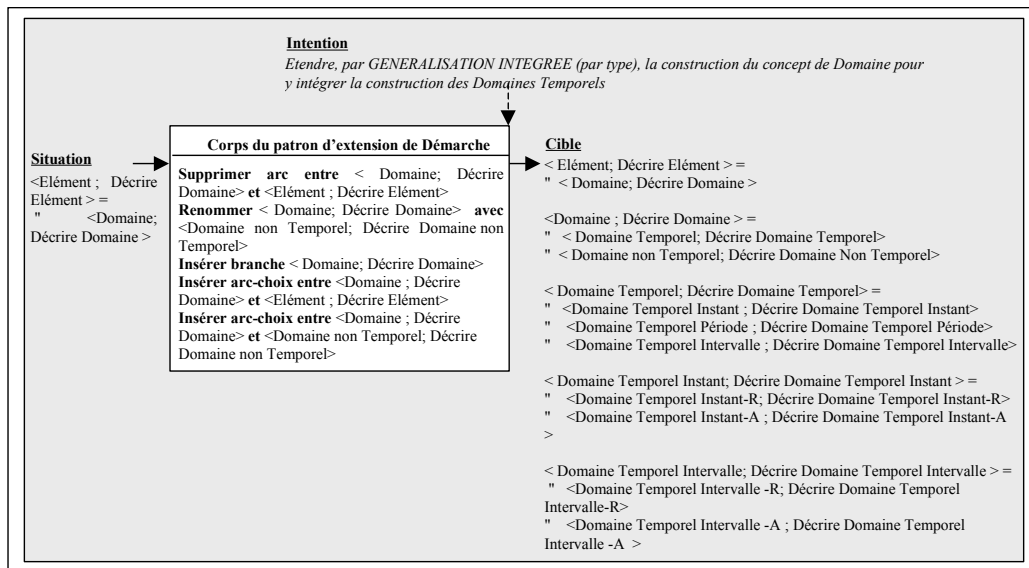 Intention
Etendre, par GENERALISATION INTEGREE (par type), la construction du concept de Domaine pour
y intégrer la construction des Domaines Temporels
Situation
<Elément ; Décrire
Elément > =
" <Domaine;
Décrire Domaine >
Corps du patron d'extension de Démarche
Supprimer arc entre < Domaine; Décrire
Domaine> et <Elément ; Décrire Elément>
Renommer < Domaine; Décrire Domaine> avec
<Domaine non Temporel; Décrire Domaine non
Temporel>
Insérer branche < Domaine; Décrire Domaine>
Insérer arc-choix entre <Domaine ; Décrire
Domaine> et <Elément ; Décrire Elément>
Insérer arc-choix entre <Domaine ; Décrire
Domaine> et <Domaine non Temporel; Décrire
Domaine non Temporel>
Cible
< Elément; Décrire Elément > =
" < Domaine; Décrire Domaine >
<Domaine ; Décrire Domaine > =
" < Domaine Temporel; Décrire Domaine Temporel>
" < Domaine non Temporel; Décrire Domaine Non Temporel>
< Domaine Temporel; Décrire Domaine Temporel> =
" <Domaine Temporel Instant ; Décrire Domaine Temporel Instant>
" <Domaine Temporel Période ; Décrire Domaine Temporel Période>
" <Domaine Temporel Intervalle ; Décrire Domaine Temporel Intervalle>
< Domaine Temporel Instant; Décrire Domaine Temporel Instant > =
" <Domaine Temporel Instant-R; Décrire Domaine Temporel Instant-R>
" <Domaine Temporel Instant-A ; Décrire Domaine Temporel Instant-A
>
< Domaine Temporel Intervalle; Décrire Domaine Temporel Intervalle > =
" <Domaine Temporel Intervalle -R; Décrire Domaine Temporel
Intervalle-R>
" <Domaine Temporel Intervalle -A ; Décrire Domaine Temporel
Intervalle -A >